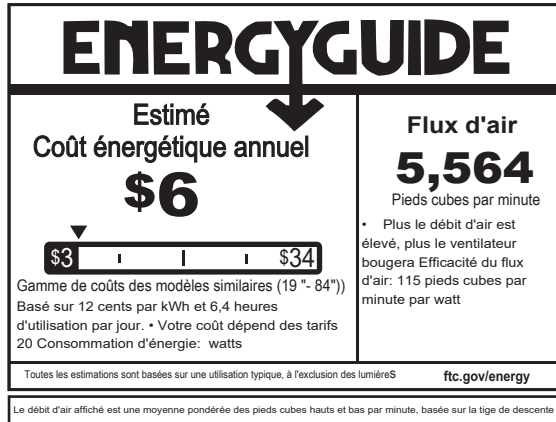 ENERGYGUIDE
Estimé
Coût énergétique annuel
$6
$3
$34
Gamme de coûts des modèles similaires (19 "- 84"))
Basé sur 12 cents par kWh et 6,4 heures
d'utilisation par jour. • Votre coût dépend des tarifs
20 Consommation d'énergie: watts
Flux d'air
5,564
Pieds cubes par minute
• Plus le débit d'air est
élevé, plus le ventilateur
bougera Efficacité du flux
d'air: 115 pieds cubes par
minute par watt
Toutes les estimations sont basées sur une utilisation typique, à l'exclusion des lumièreS
ftc.gov/energy
Le débit d'air affiché est une moyenne pondérée des pieds cubes hauts et bas par minute, basée sur la tige de descente